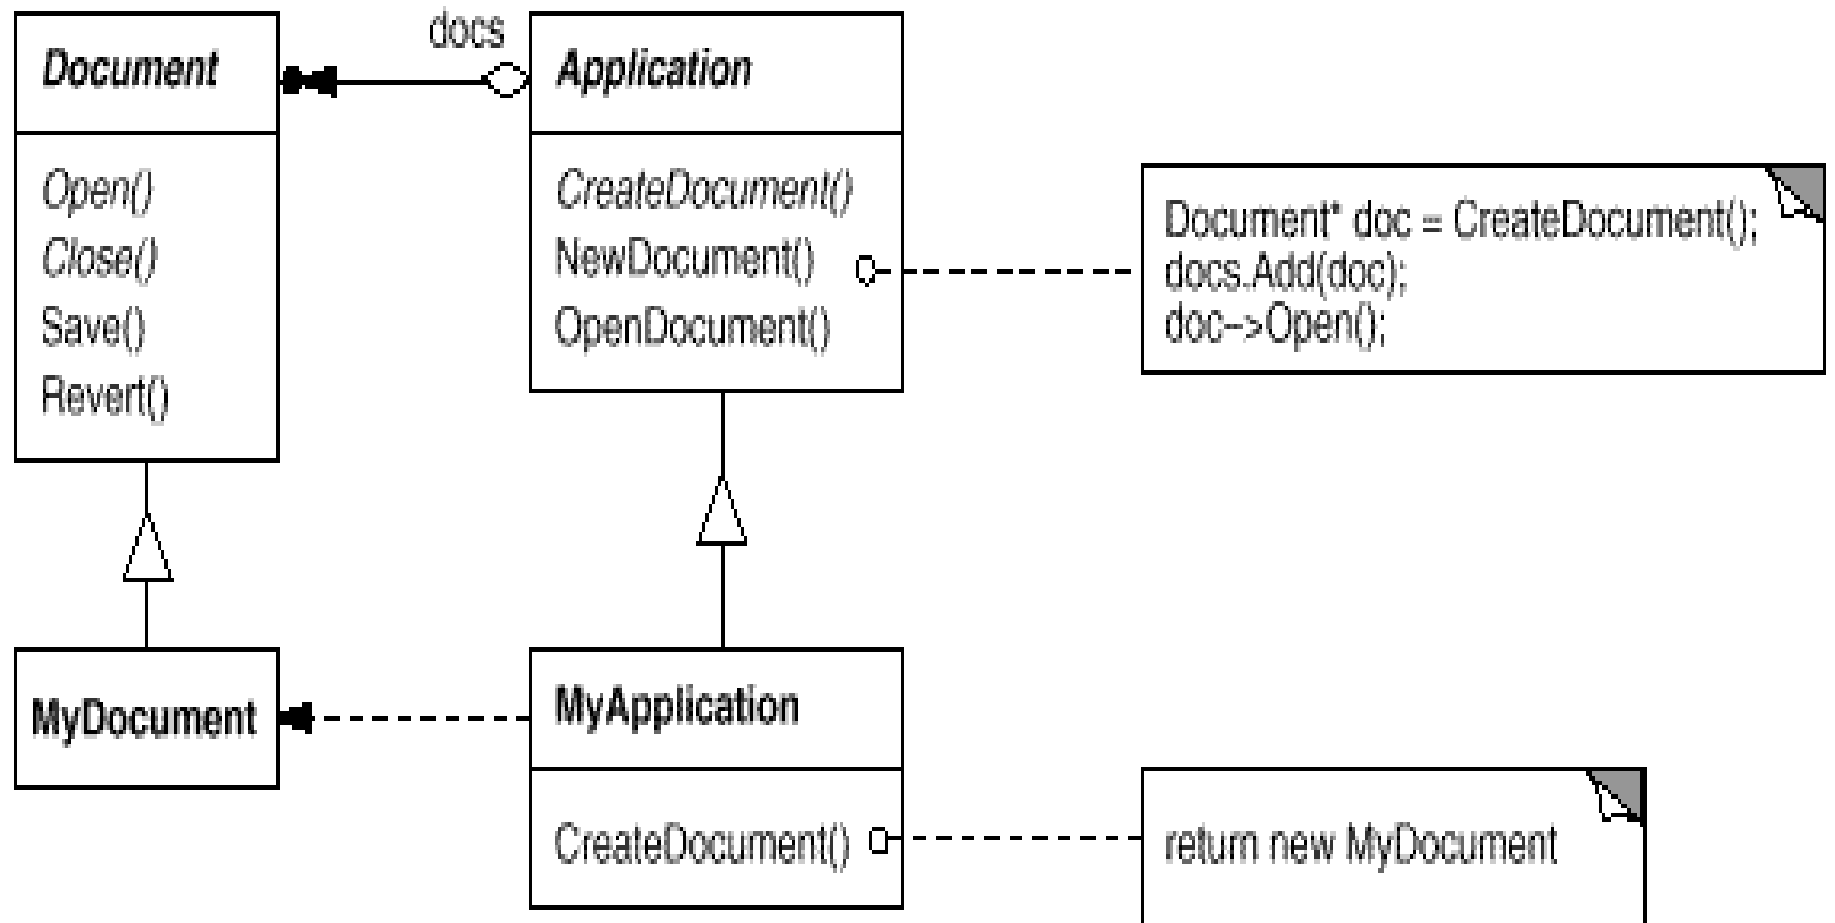 docs
Document
Open()
Close()
Save()
Revert()
Application
CreateDocument()
NewDocument()
OpenDocument()
Document* doc = CreateDocument();
docs.Add(doc);
doc->Open();
MyDocument
MyApplication
CreateDocument()
return new MyDocument